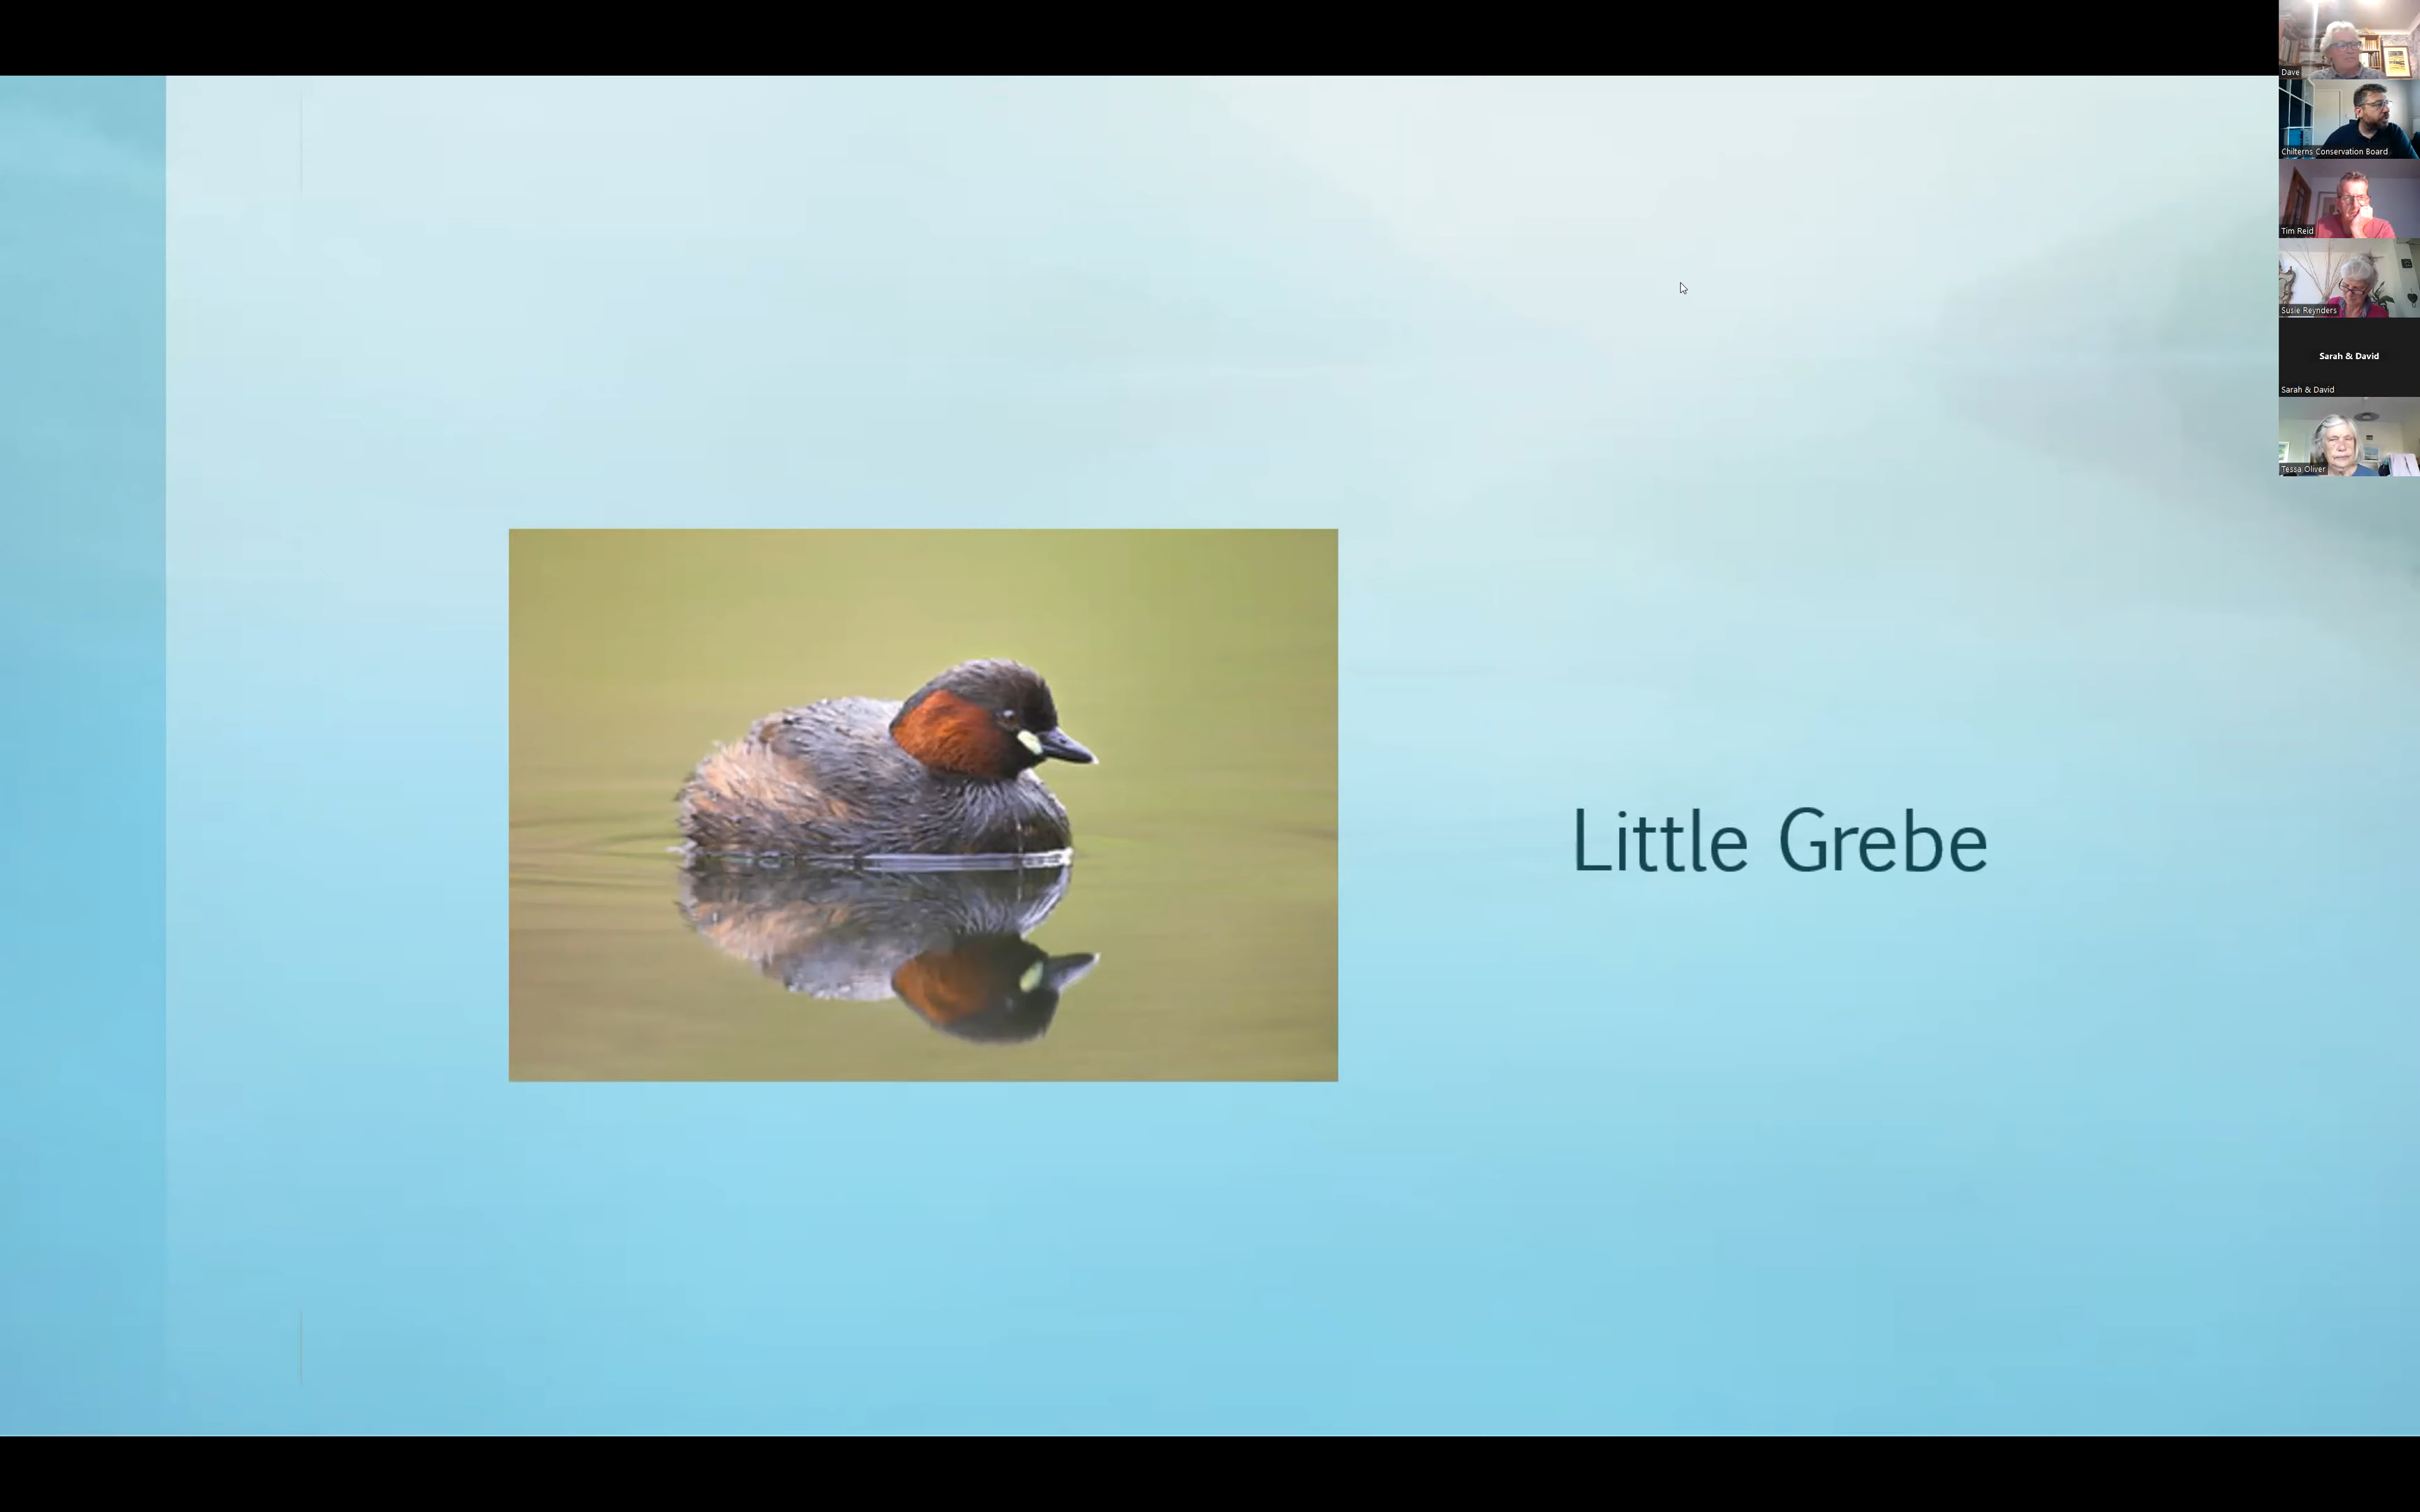 Dave
Chilterns Conservation Board
Tim Reid
Susie Reynders
Sarah & David
Sarah & David
Tessa Oliver
Little Grebe